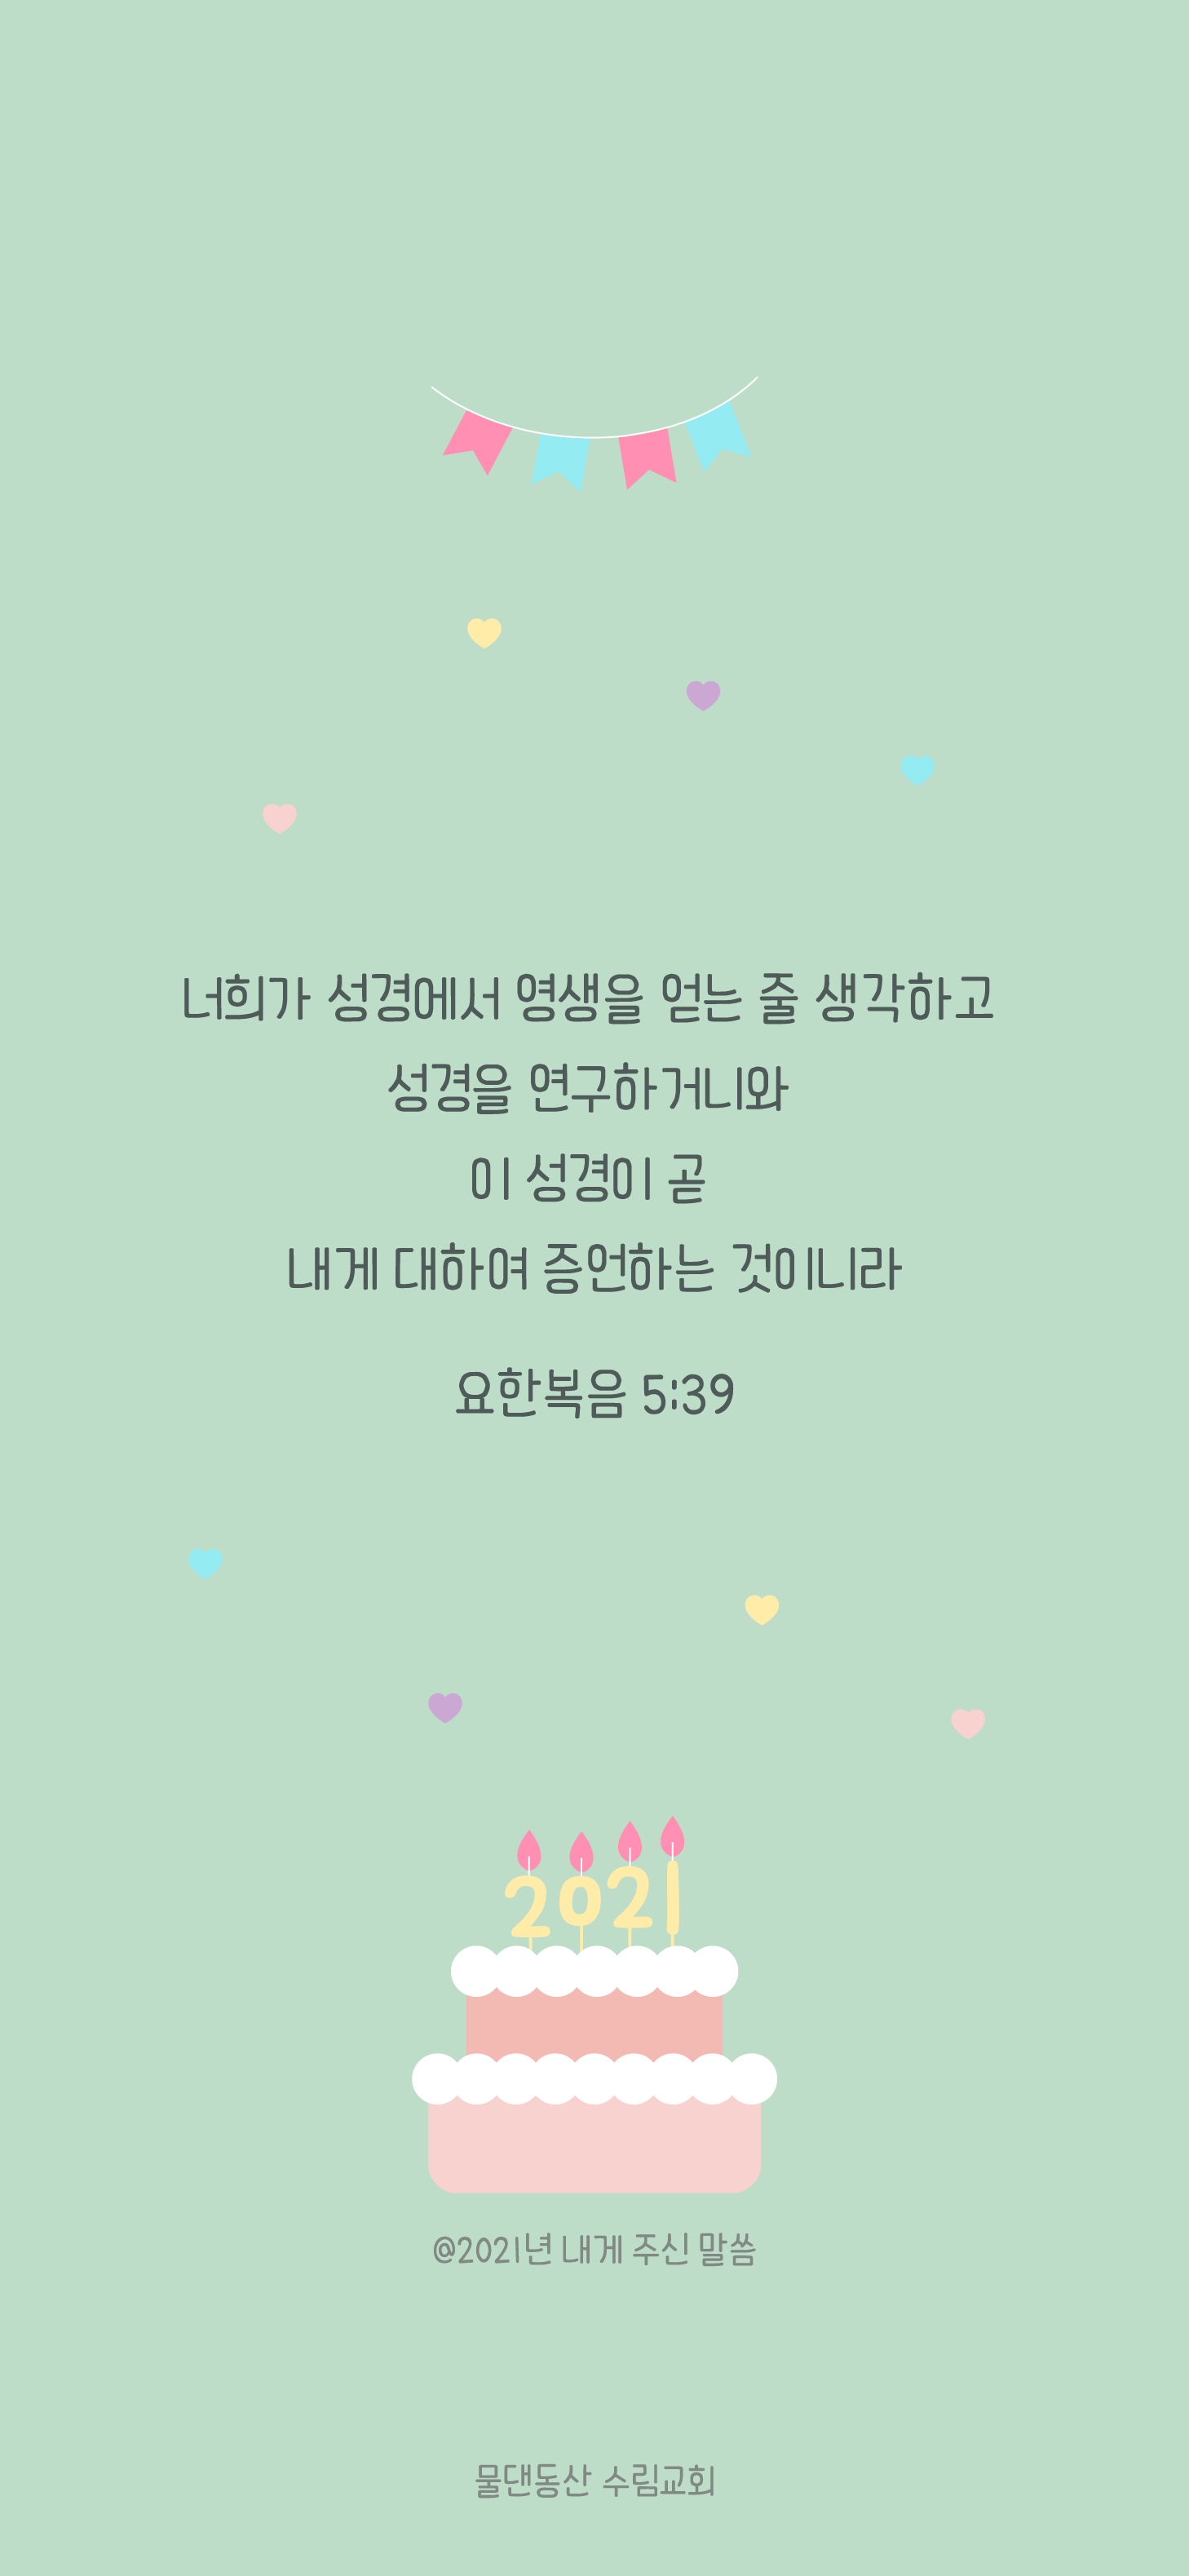 너희가 성경에서 영생을 얻는 줄 생각하고
성경을 연구하거니와
이 성경이 곧
내게 대하여 증언하는 것이니라
요한복음 5:39
2021
@2021년 내게 주신 말씀
물댄동산 수림교회